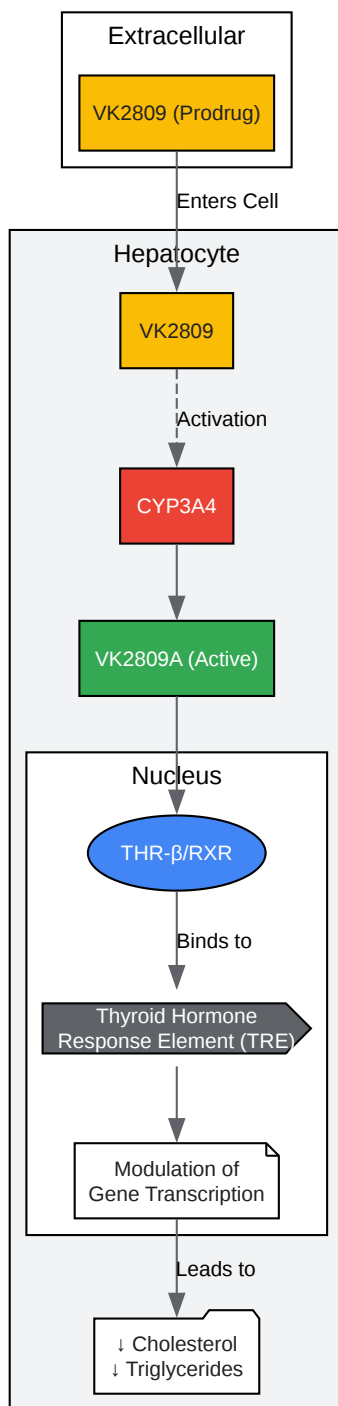 Extracellular
VK2809 (Prodrug)
Enters Cell
Hepatocyte
VK2809
Activation
CYP3A4
VK2809A (Active)
Nucleus
THR-β/RXR
Binds to
Thyroid Hormone
Response Element (TRE)
Modulation of
Gene Transcription
Leads to
↓ Cholesterol
↓ Triglycerides